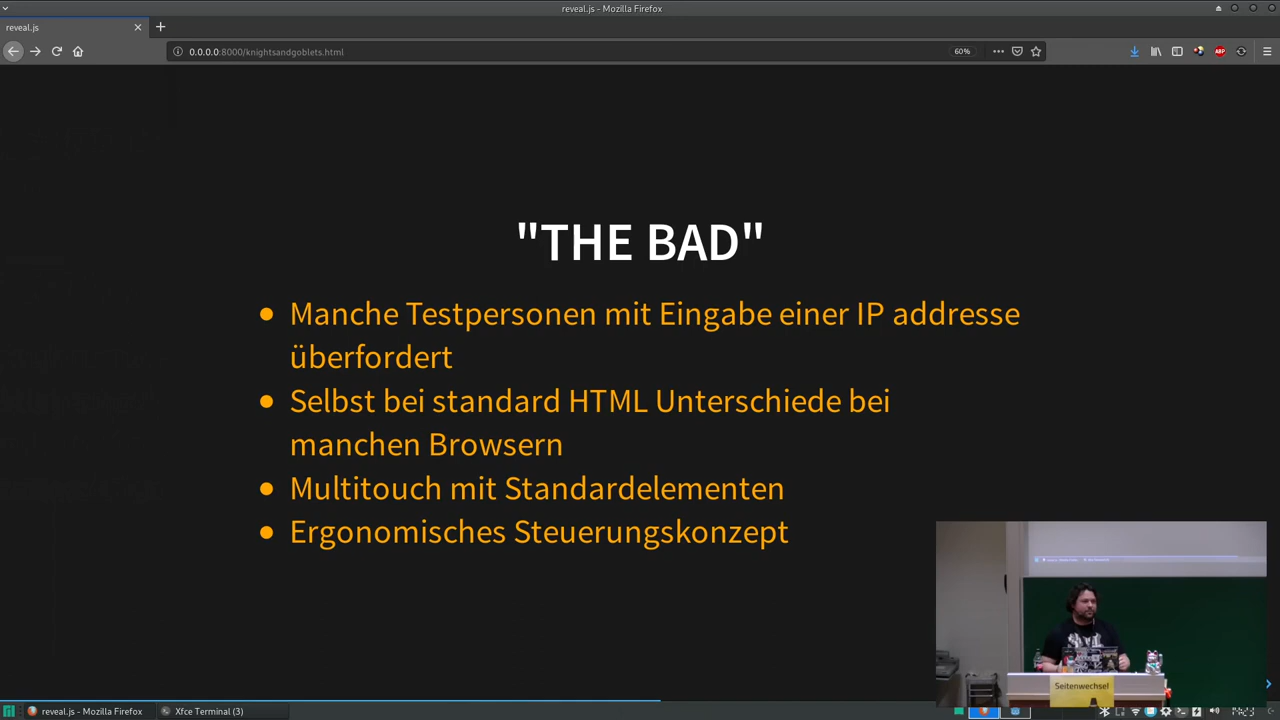 reveal.js - Mozilla Firefox
reveal.js
0.0.0.0:8000/knightsandgoblets.html
60%
ABP
"THE BAD"
Manche Testpersonen mit Eingabe einer IP addresse
überfordert
Selbst bei standard HTML Unterschiede bei
manchen Browsern
Multitouch mit Standardelementen
Ergonomisches Steuerungskonzept
Seitenwechsel
reveal.js - Mozilla Firefox
Xfce Terminal (3)